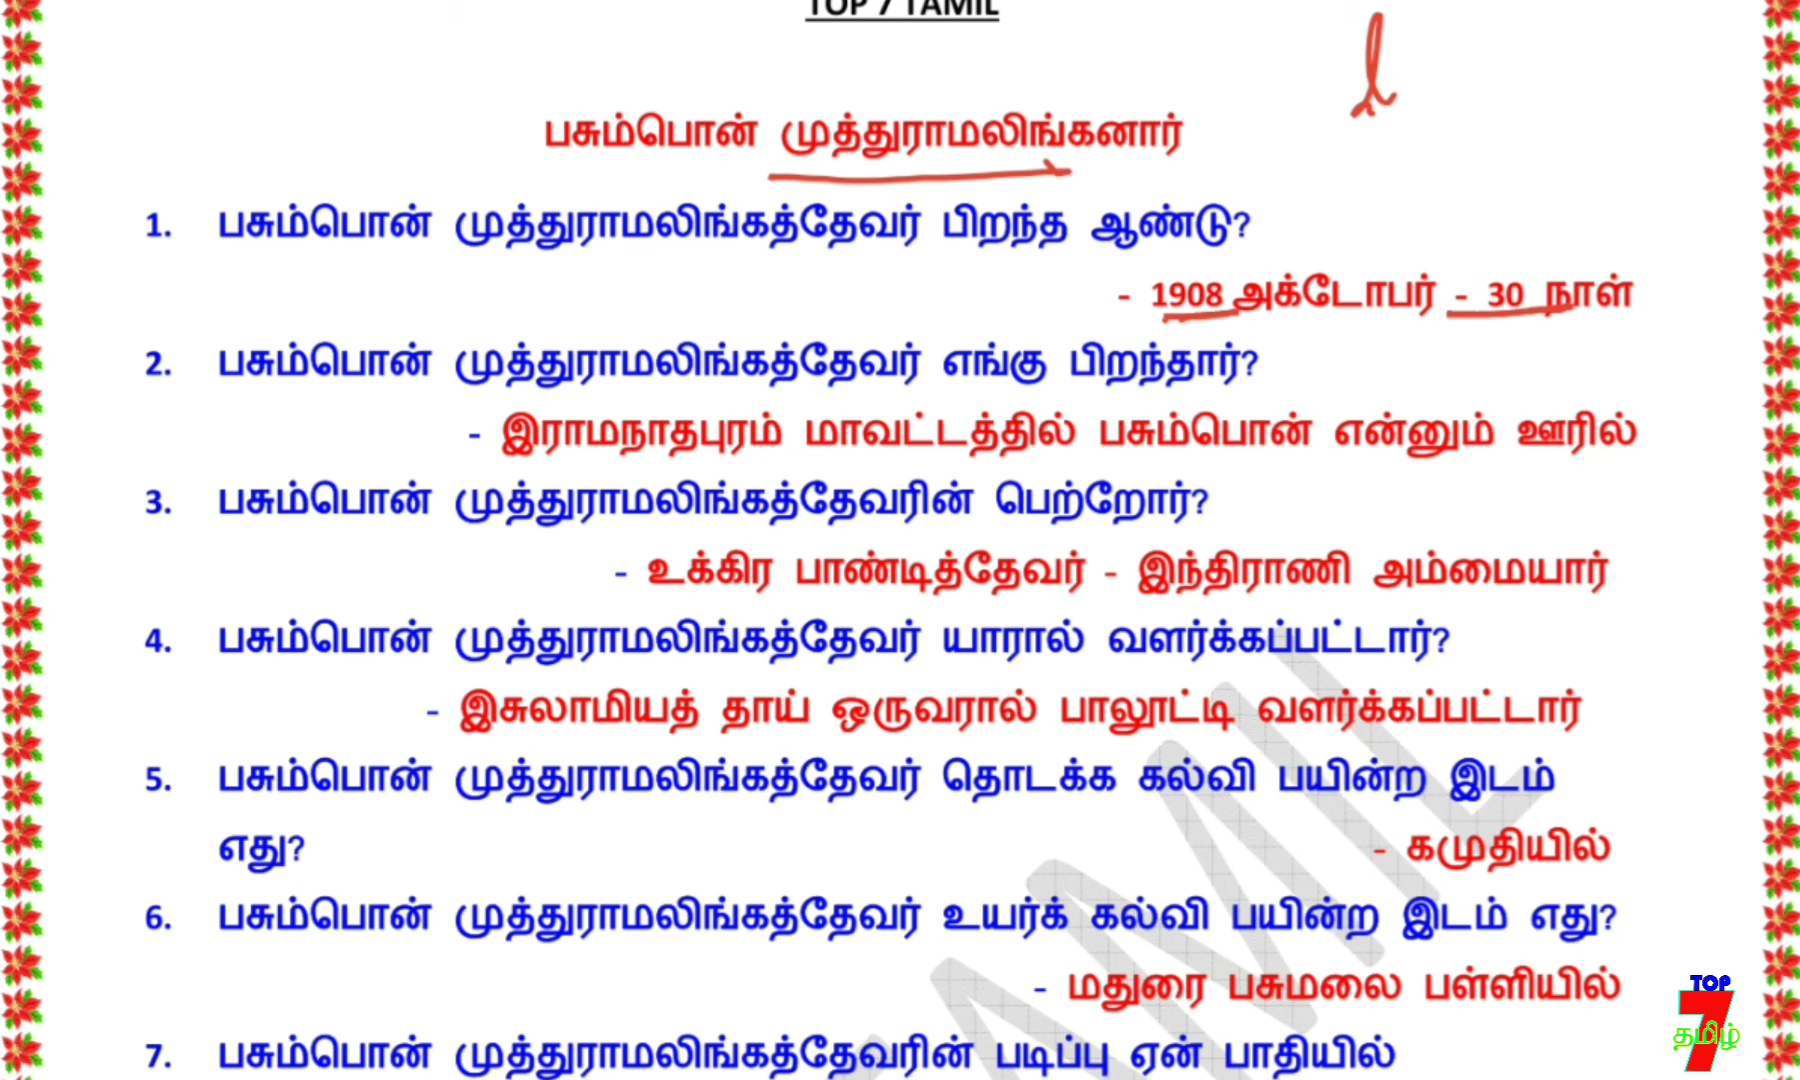 TOP 7 TAMIL
பசும்பொன் முத்துராமலிங்கனார்
1. பசும்பொன் முத்துராமலிங்கத்தேவர் பிறந்த ஆண்டு?
- 1908 அக்டோபர் - 30 நாள்
2. பசும்பொன் முத்துராமலிங்கத்தேவர் எங்கு பிறந்தார்?
- இராமநாதபுரம் மாவட்டத்தில் பசும்பொன் என்னும் ஊரில்
3. பசும்பொன் முத்துராமலிங்கத்தேவரின் பெற்றோர்?
- உக்கிர பாண்டித்தேவர் - இந்திராணி அம்மையார்
4. பசும்பொன் முத்துராமலிங்கத்தேவர் யாரால் வளர்க்கப்பட்டார்?
- இசுலாமியத் தாய் ஒருவரால் பாலூட்டி வளர்க்கப்பட்டார்
5. பசும்பொன் முத்துராமலிங்கத்தேவர் தொடக்க கல்வி பயின்ற இடம்
எது? - கமுதியில்
6. பசும்பொன் முத்துராமலிங்கத்தேவர் உயர்க் கல்வி பயின்ற இடம் எது?
- மதுரை பசுமலை பள்ளியில்
7. பசும்பொன் முத்துராமலிங்கத்தேவரின் படிப்பு ஏன் பாதியில்
TOP
7
தமிழ்